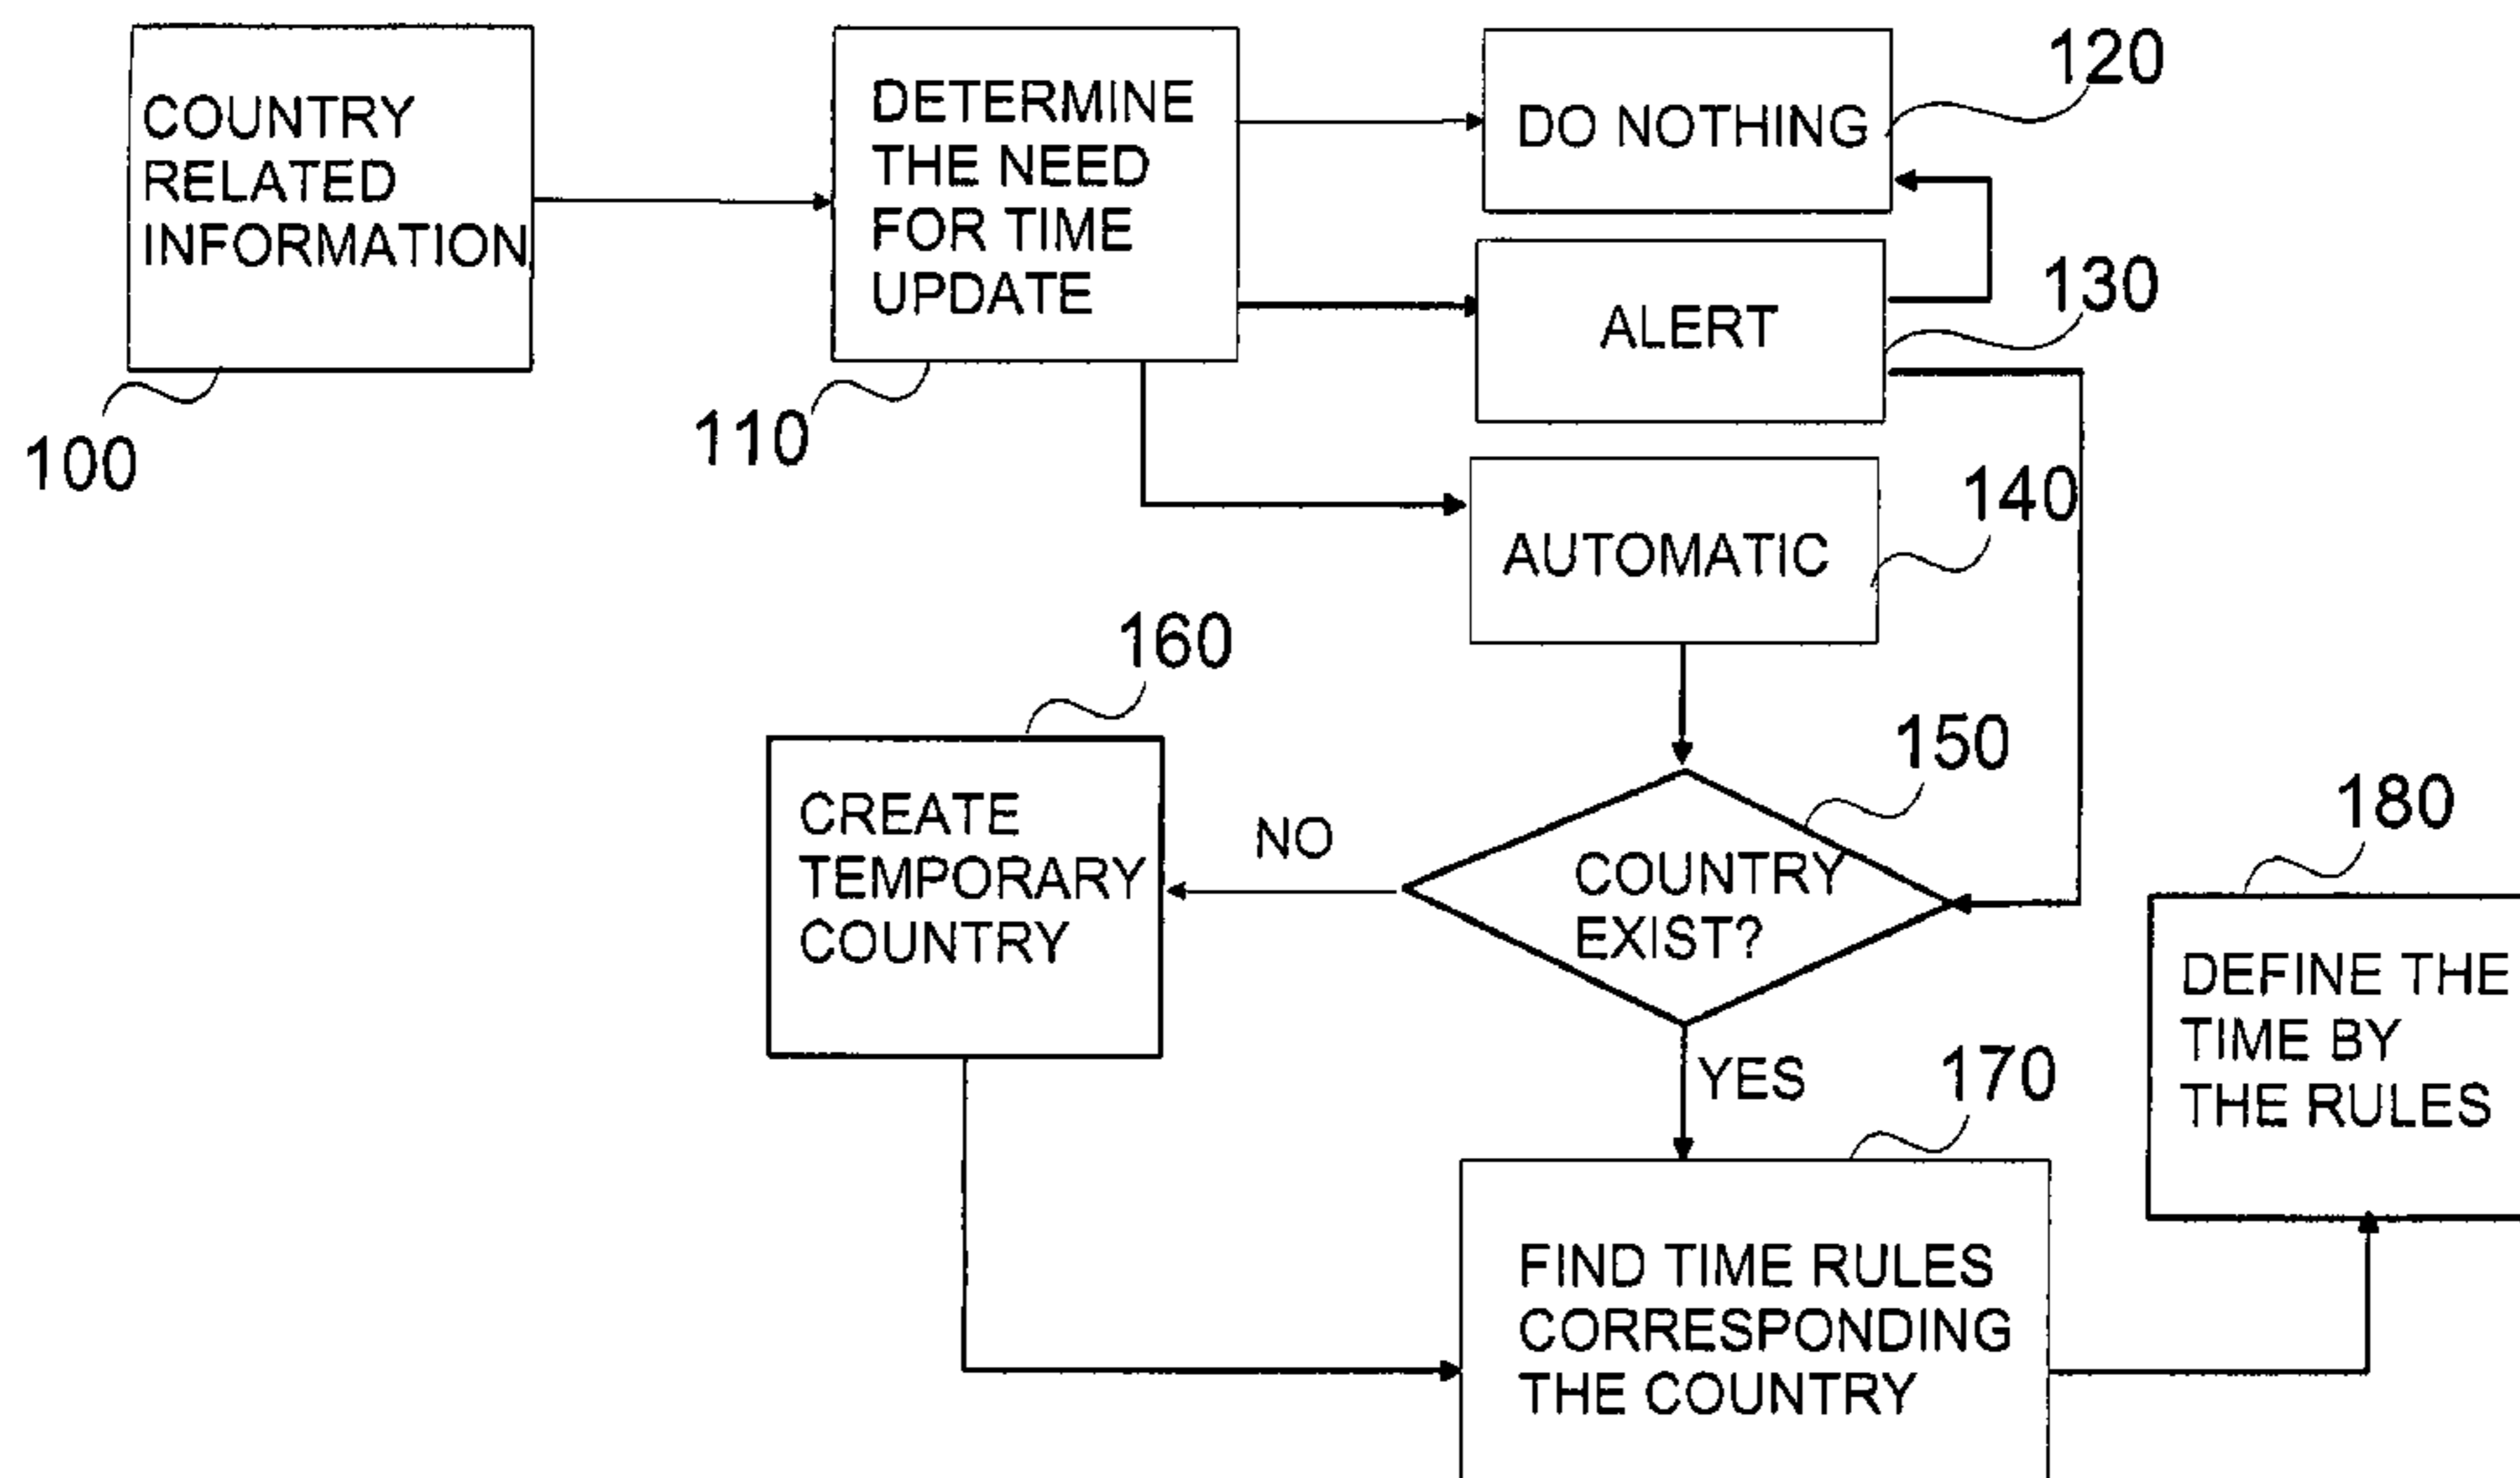 COUNTRY
RELATED
INFORMATION
100
DETERMINE
THE NEED
FOR TIME
UPDATE
110
DO NOTHING
120
ALERT
130
AUTOMATIC
140
COUNTRY
EXIST?
150
NO
CREATE
TEMPORARY
COUNTRY
160
YES
FIND TIME RULES
CORRESPONDING
THE COUNTRY
170
DEFINE THE
TIME BY
THE RULES
180